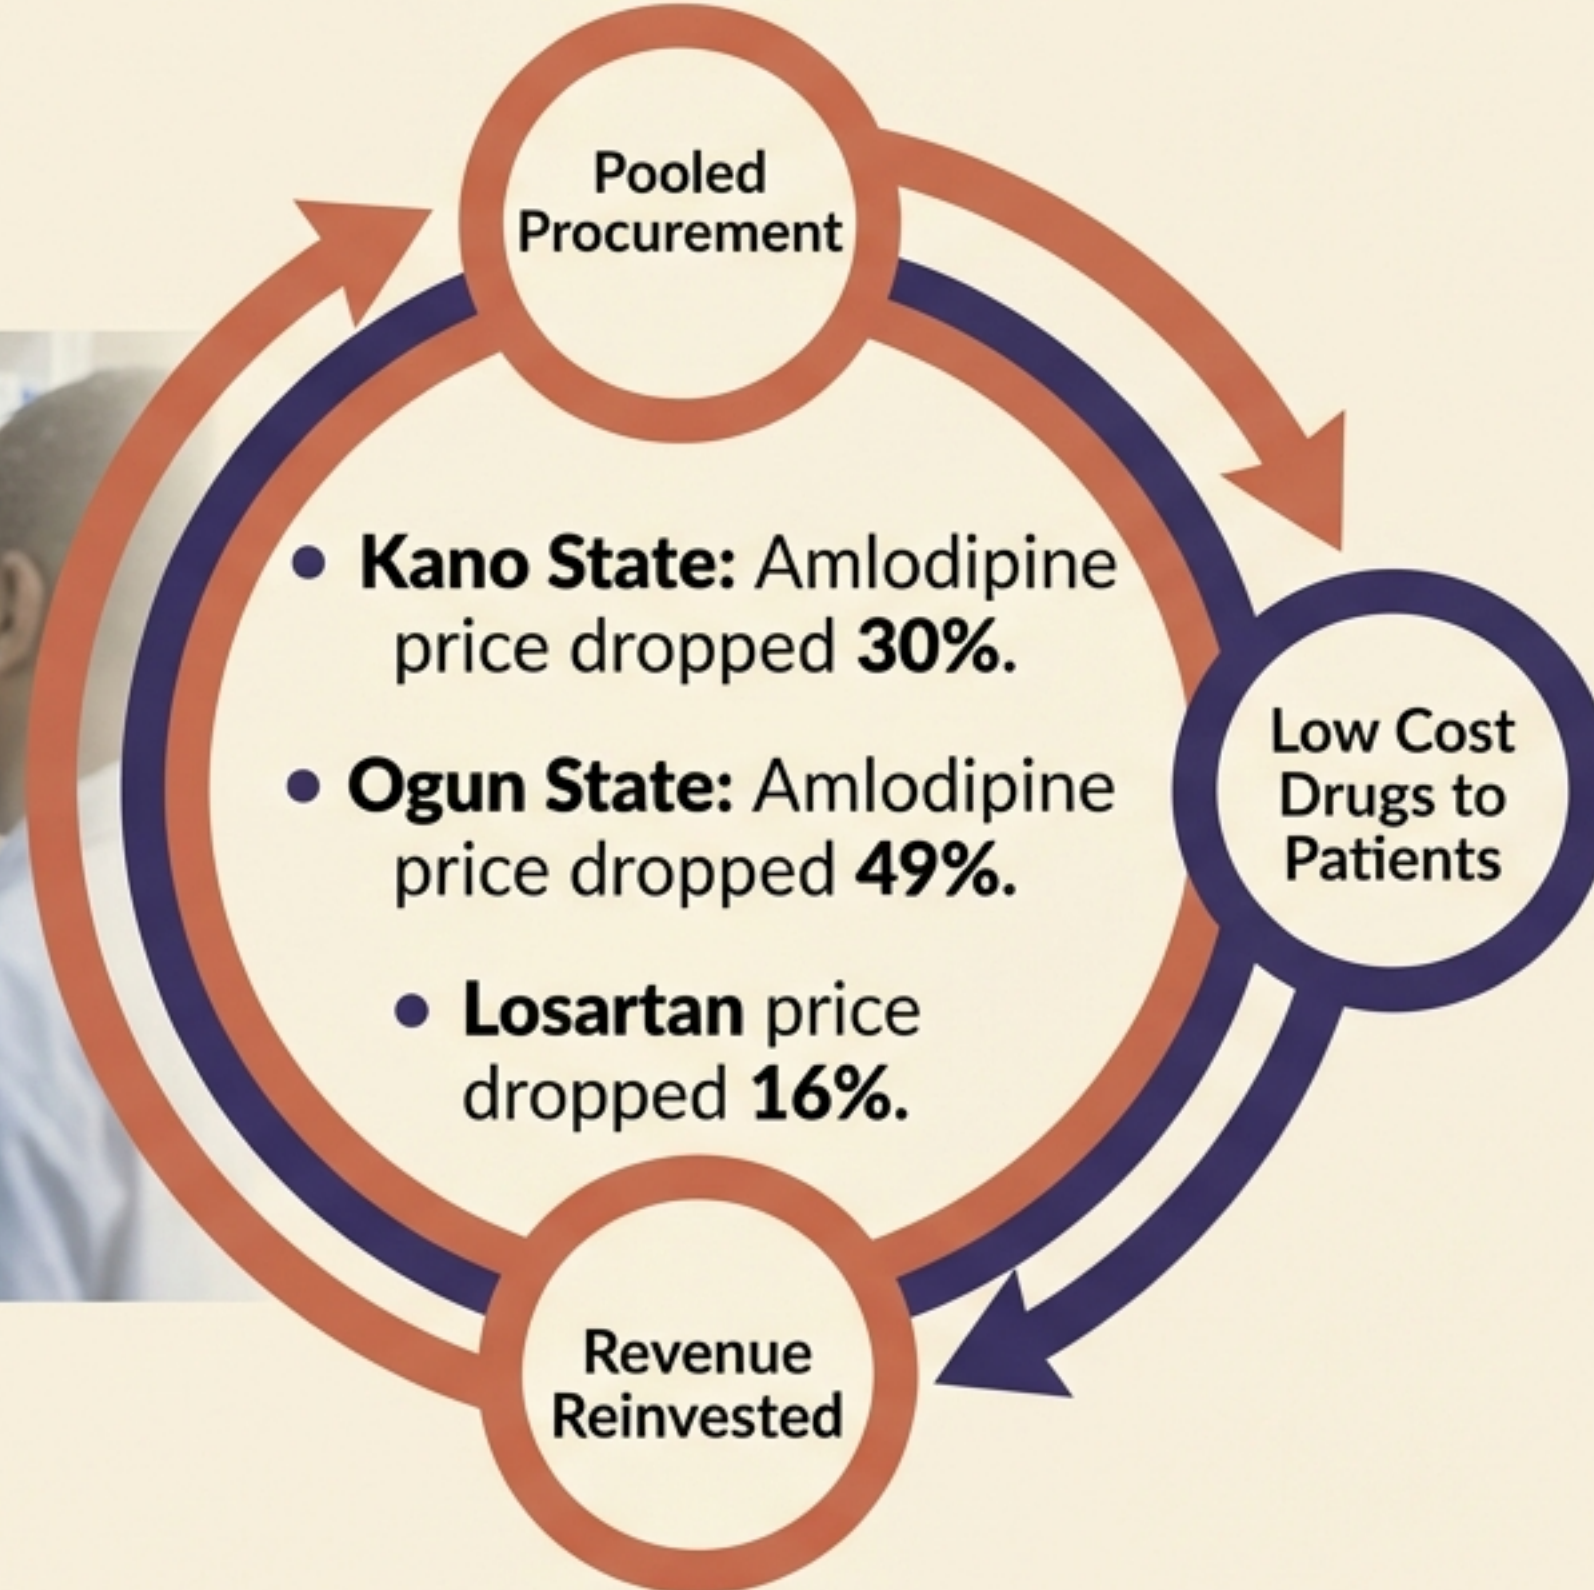 Pooled
Procurement
• Kano State: Amlodipine
price dropped 30%.
• Ogun State: Amlodipine
price dropped 49%.
• Losartan price
dropped 16%.
Low Cost
Drugs to
Patients
Revenue
Reinvested